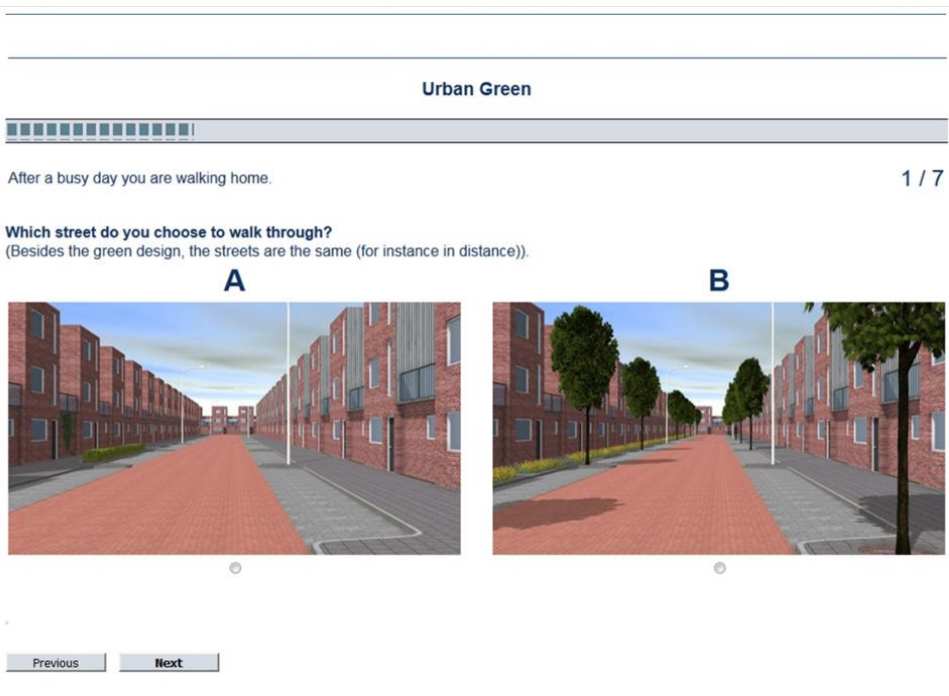 Urban Green
After a busy day you are walking home.
1 / 7
Which street do you choose to walk through?
(Besides the green design, the streets are the same (for instance in distance)).
A
B
Previous
Next